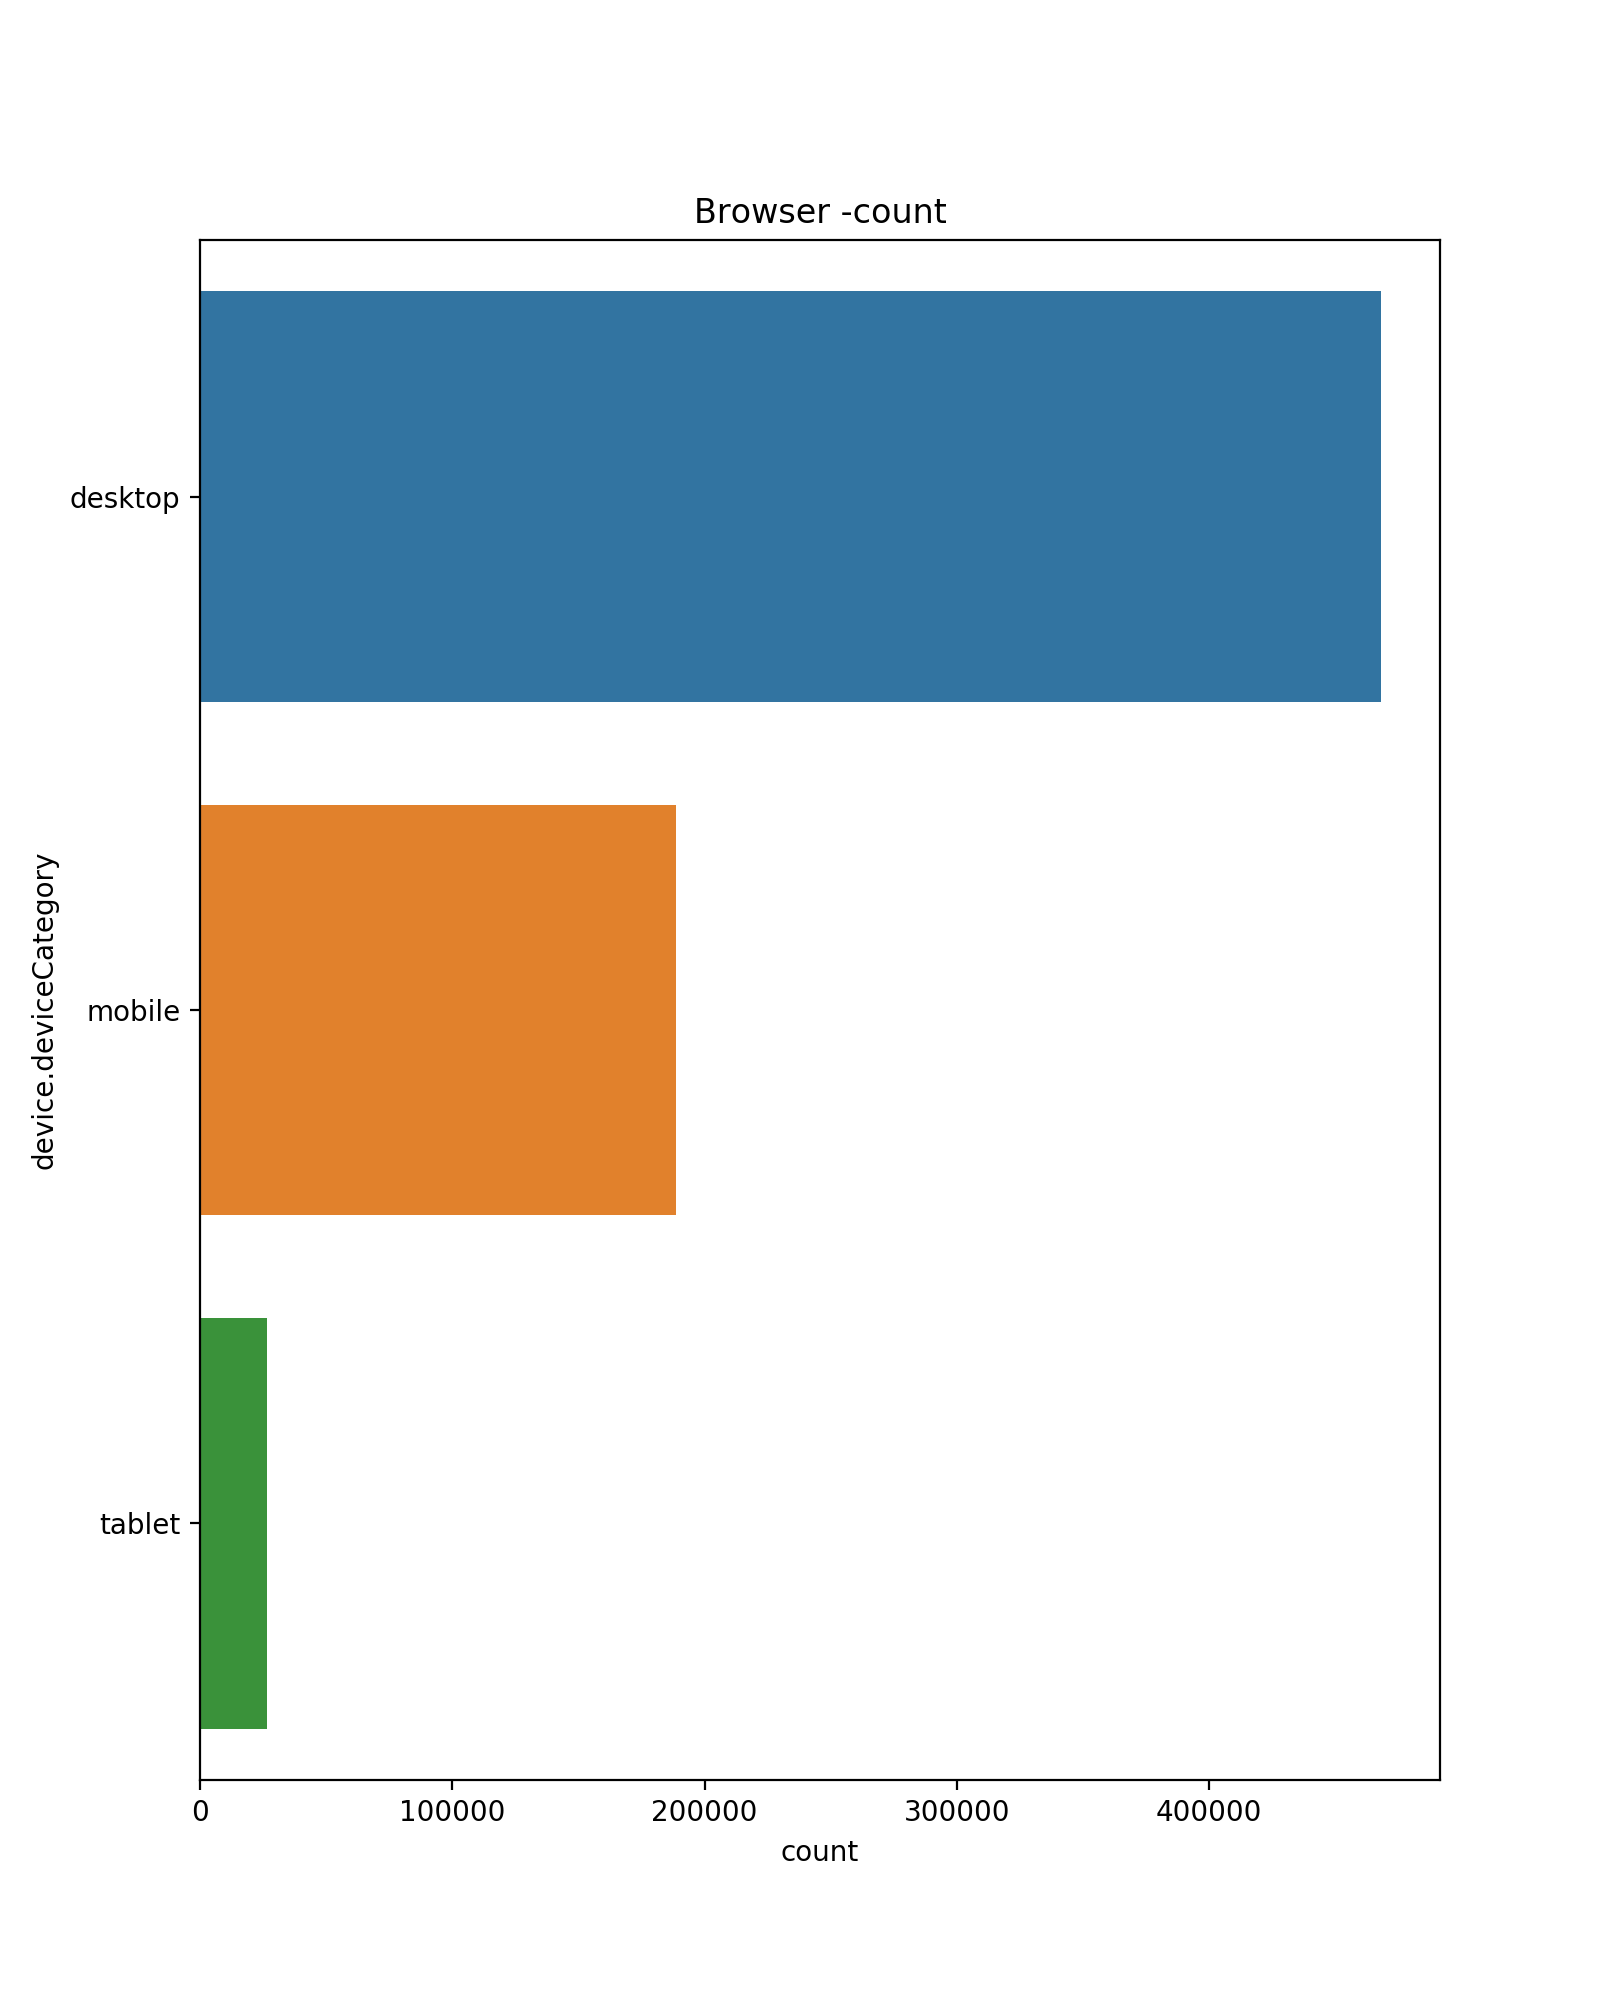 Browser -count
device.deviceCategory
desktop
mobile
tablet
0 100000 200000 300000 400000
count